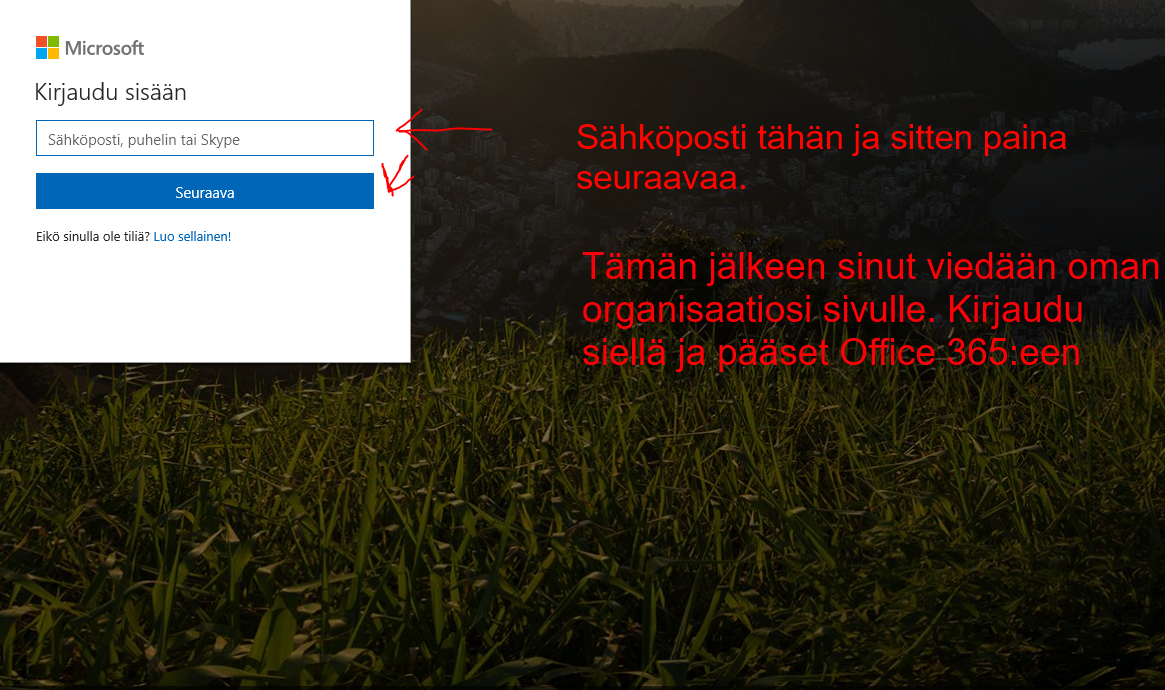 Microsoft
Kirjaudu sisään
Sähköposti, puhelin tai Skype
Seuraava
Eikö sinulla ole tiliä? Luo sellainen!
Sähköposti tähän ja sitten paina
seuraavaa.
Tämän jälkeen sinut viedään oman
organisaatiosi sivulle. Kirjaudu
siellä ja pääset Office 365:een